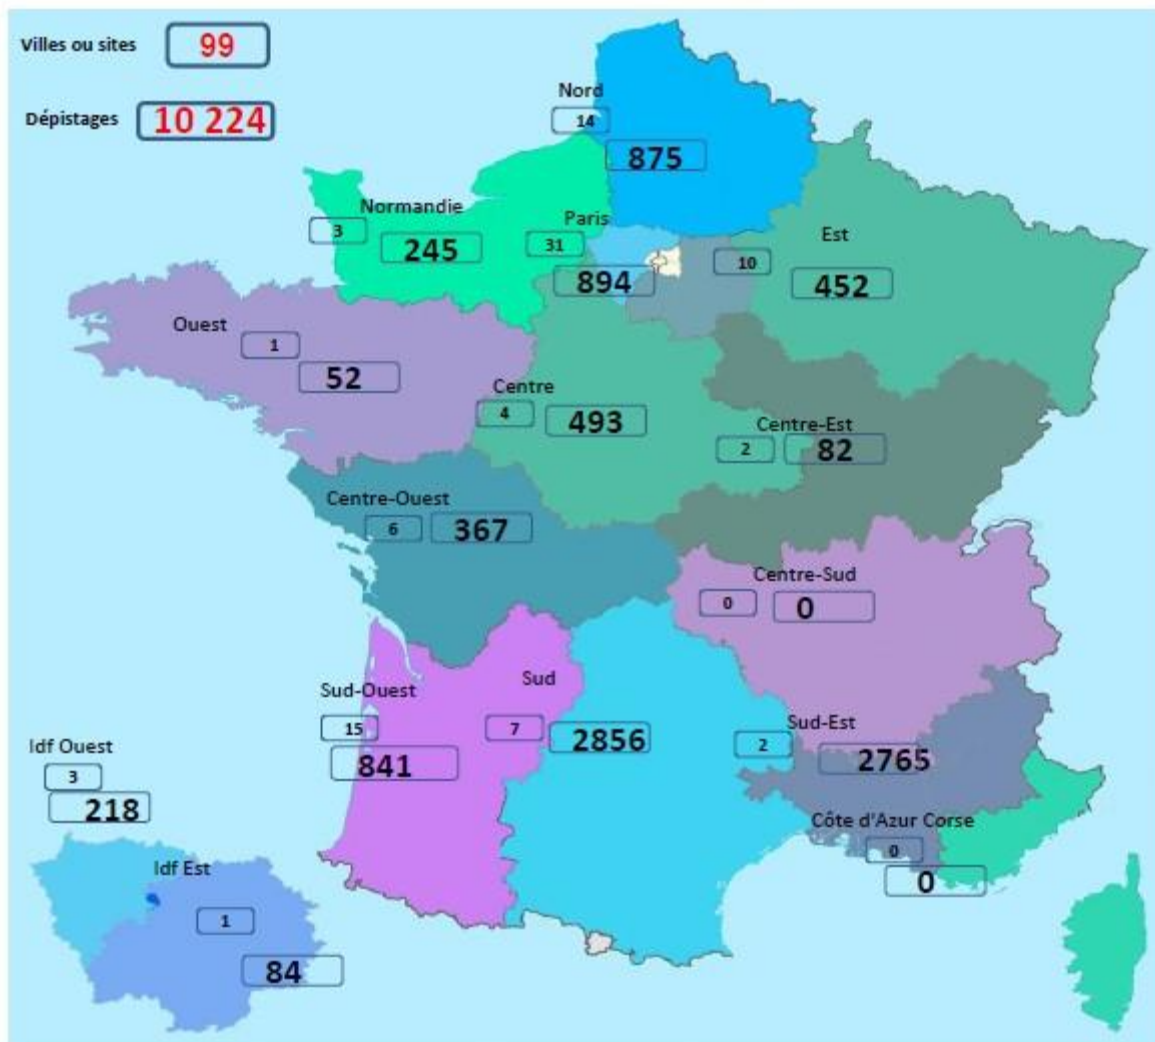 Villes ou sites 99
Dépistages 10 224
Nord
14
875
Normandie
3
245
Paris
31
894
Est
10
452
Ouest
1
52
Centre
4
493
Centre-Est
2
82
Centre-Ouest
6
367
Centre-Sud
0
0
Sud-Ouest
15
841
Sud
7
2856
Sud-Est
2
2765
Côte d'Azur Corse
0
0
Idf Ouest
3
218
Idf Est
1
84